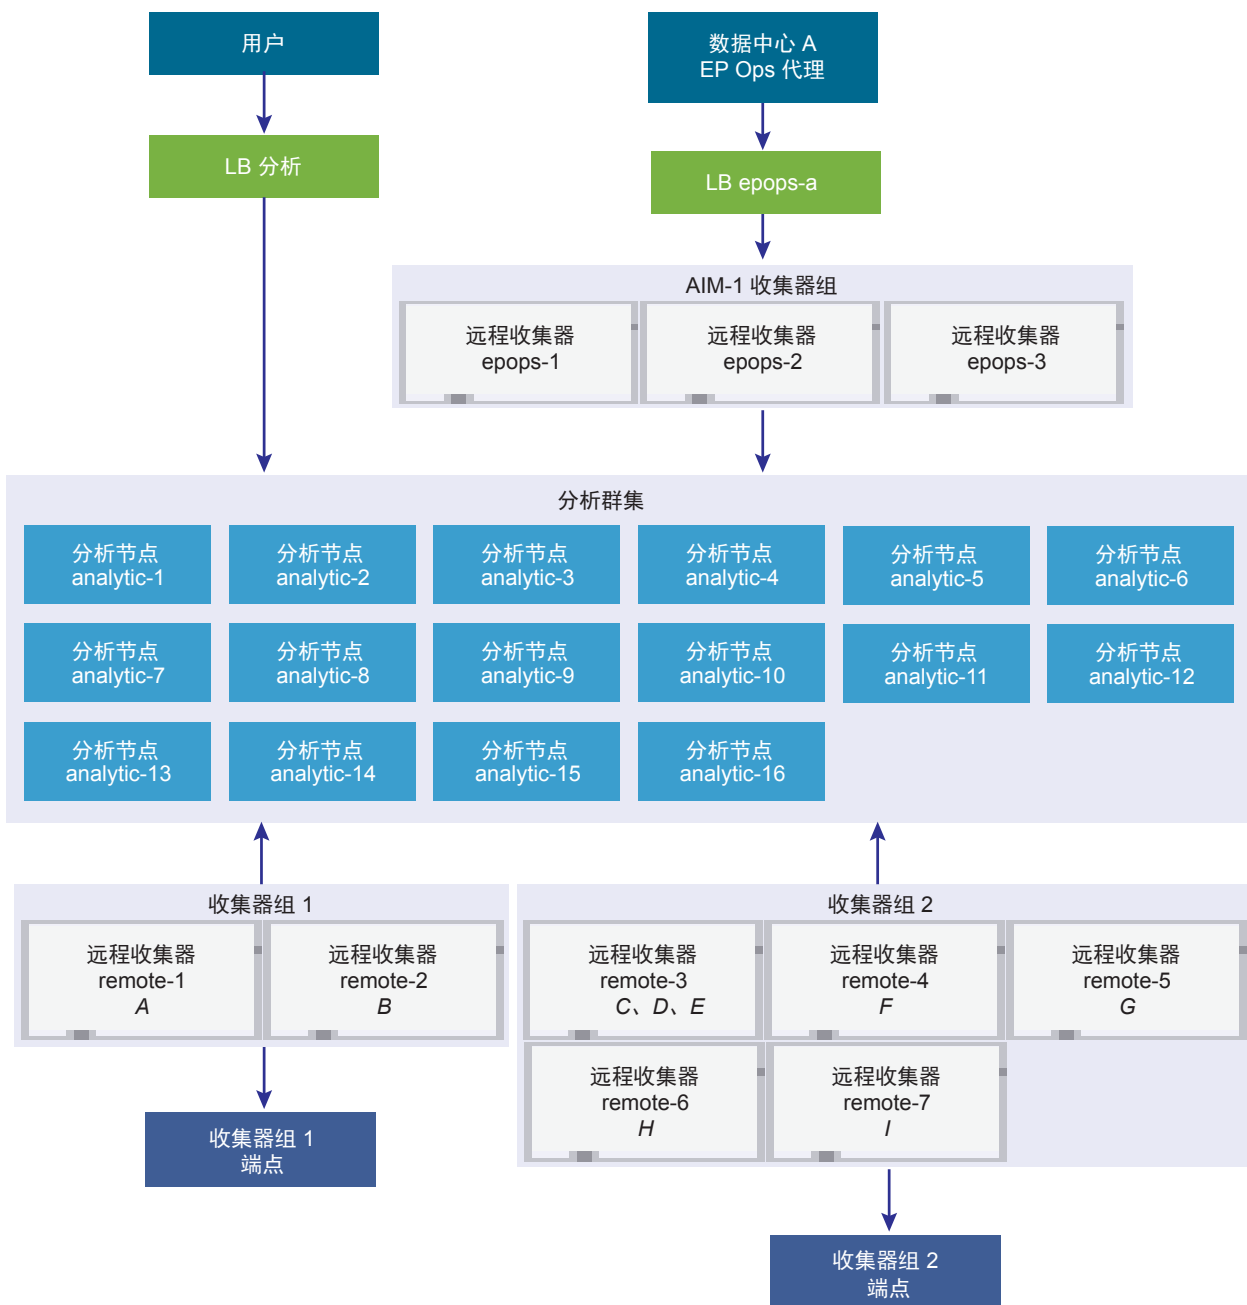 用户
数据中心 A
EP Ops 代理
LB 分析
LB epops-a
AIM-1 收集器组
远程收集器
epops-1
远程收集器
epops-2
远程收集器
epops-3
分析群集
分析节点
analytic-1
分析节点
analytic-2
分析节点
analytic-3
分析节点
analytic-4
分析节点
analytic-5
分析节点
analytic-6
分析节点
analytic-7
分析节点
analytic-8
分析节点
analytic-9
分析节点
analytic-10
分析节点
analytic-11
分析节点
analytic-12
分析节点
analytic-13
分析节点
analytic-14
分析节点
analytic-15
分析节点
analytic-16
收集器组 1
远程收集器
remote-1
A
远程收集器
remote-2
B
收集器组 2
远程收集器
remote-3
C、D、E
远程收集器
remote-4
F
远程收集器
remote-5
G
远程收集器
remote-6
H
远程收集器
remote-7
I
收集器组 1
端点
收集器组 2
端点